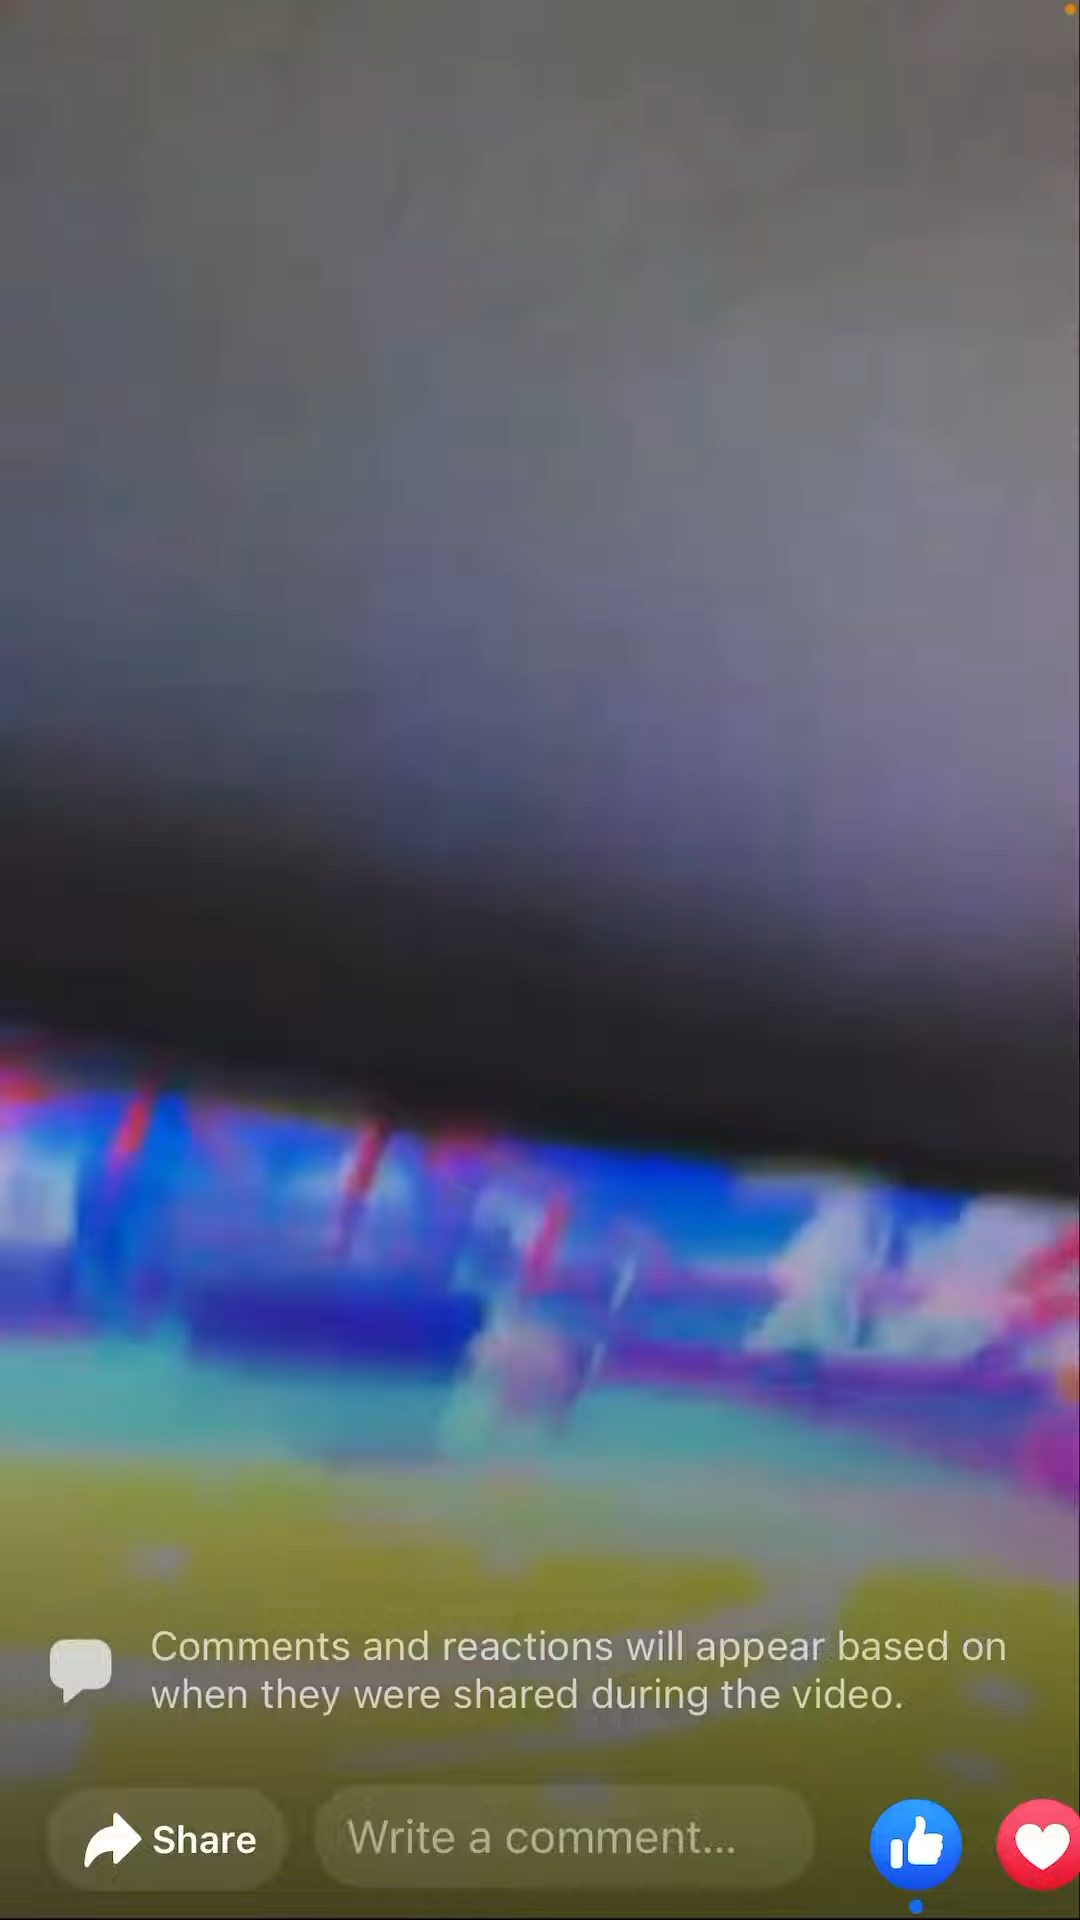 Comments and reactions will appear based on
when they were shared during the video.
Share
Write a comment...